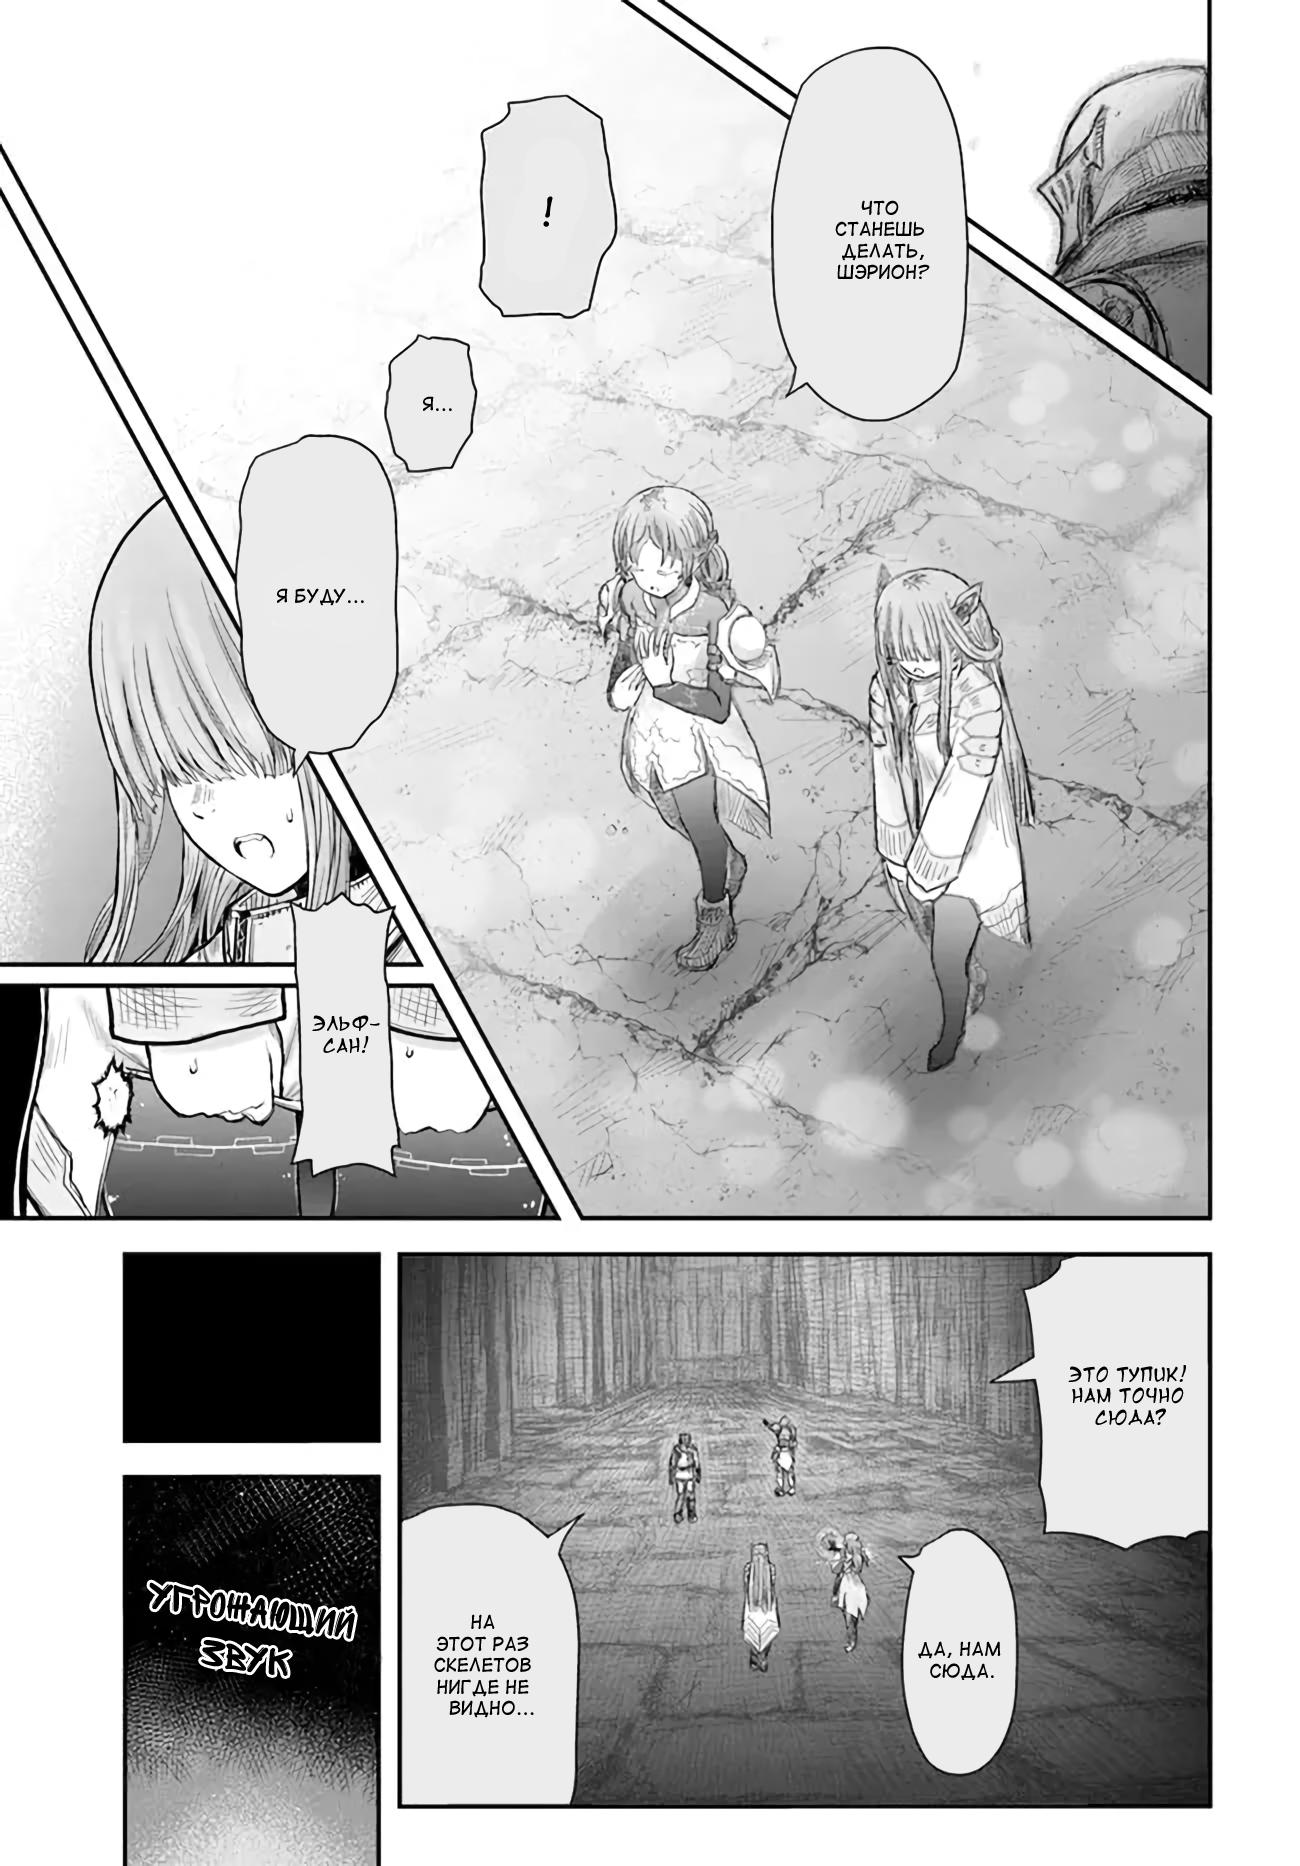 ЧТО
СТАНЕШЬ
ДЕЛАТЬ,
ШЭРИОН?
!
Я...
Я БУДУ...
ЭЛЬФ-
САН!
ЭТО ТУПИК!
НАМ ТОЧНО
СЮДА?
ДА, НАМ
СЮДА.
НА
ЭТОТ РАЗ
СКЕЛЕТОВ
НИГДЕ НЕ
ВИДНО...
УГРОЖАЮЩИЙ
ЗВУК